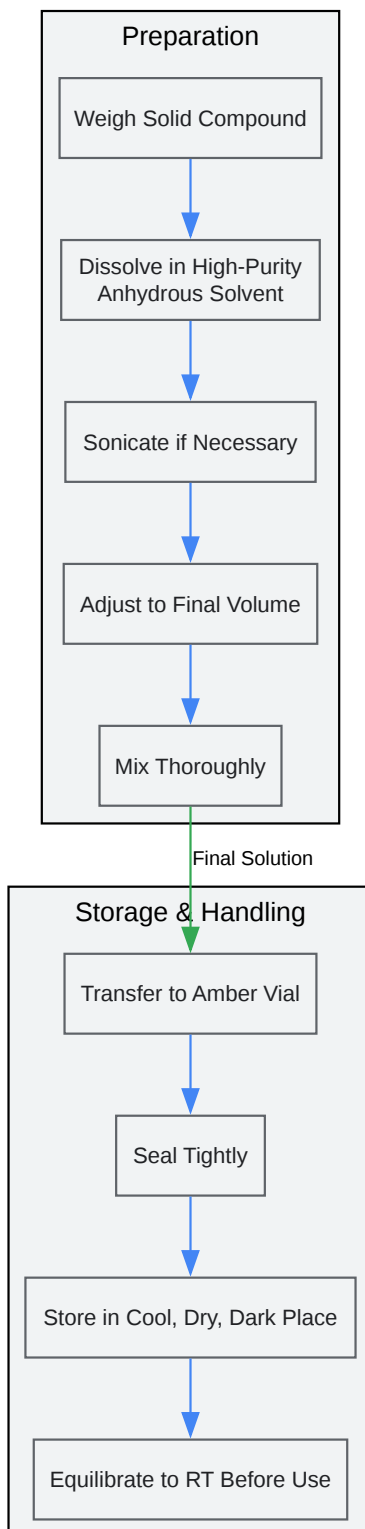 Preparation
Weigh Solid Compound
Dissolve in High-Purity
Anhydrous Solvent
Sonicate if Necessary
Adjust to Final Volume
Mix Thoroughly
Final Solution
Storage & Handling
Transfer to Amber Vial
Seal Tightly
Store in Cool, Dry, Dark Place
Equilibrate to RT Before Use